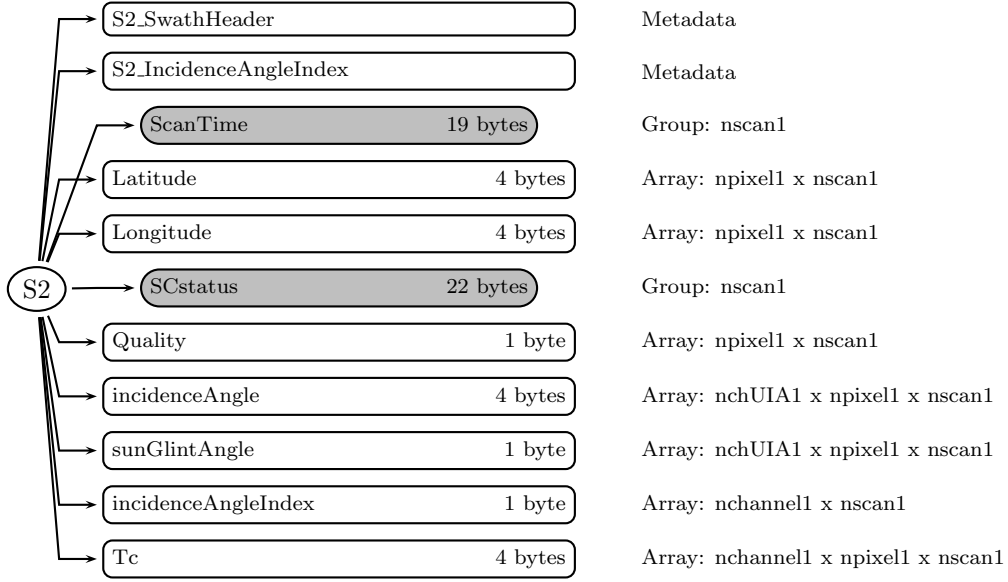 S2_SwathHeader Metadata
S2_IncidenceAngleIndex Metadata
ScanTime 19 bytes Group: nscan1
Latitude 4 bytes Array: npixel1 x nscan1
Longitude 4 bytes Array: npixel1 x nscan1
S2 SCstatus 22 bytes Group: nscan1
Quality 1 byte Array: npixel1 x nscan1
incidenceAngle 4 bytes Array: nchUIA1 x npixel1 x nscan1
sunGlintAngle 1 byte Array: nchUIA1 x npixel1 x nscan1
incidenceAngleIndex 1 byte Array: nchannel1 x nscan1
Tc 4 bytes Array: nchannel1 x npixel1 x nscan1